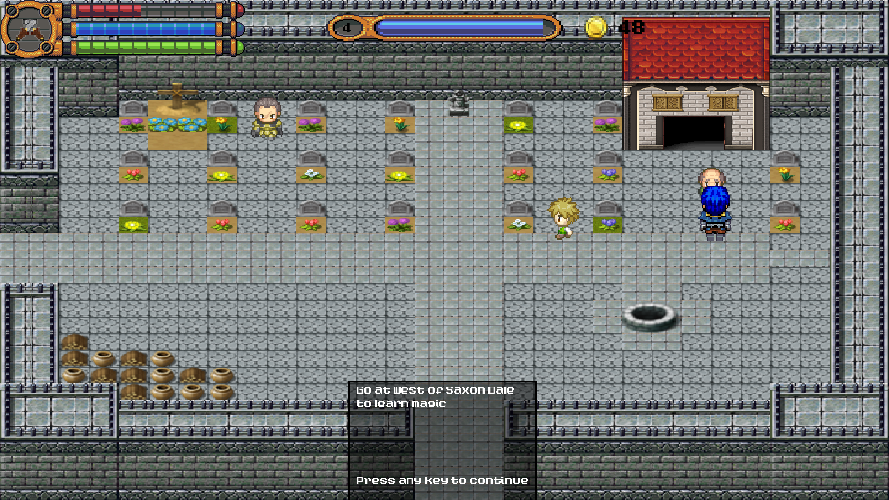 4
48
Go at West of Saxon Dale
to learn magic
Press any key to continue